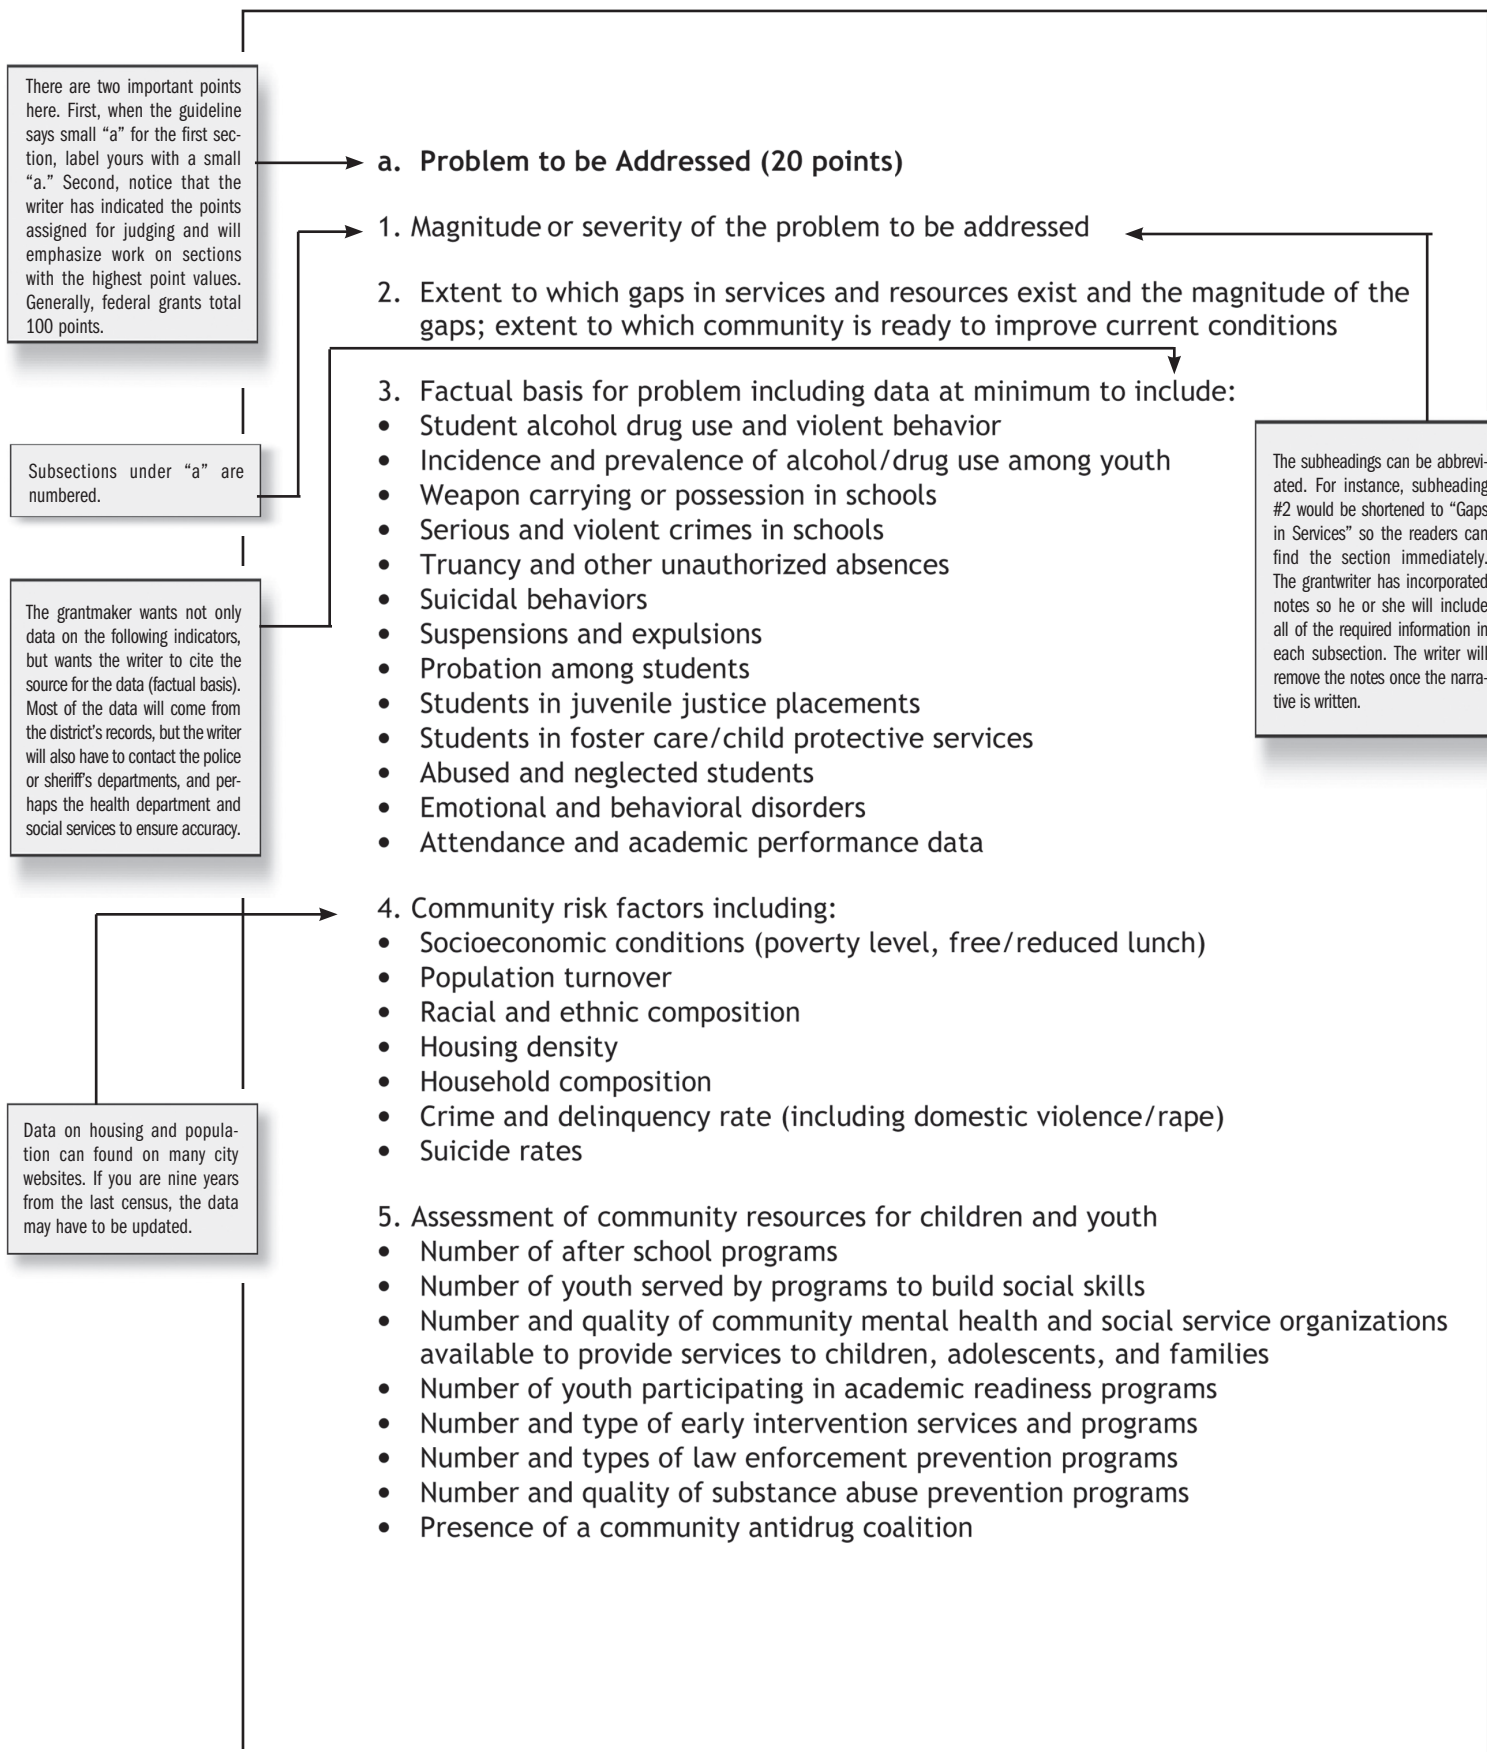 There are two important points
here. First, when the guideline
says small “a” for the first sec-
tion, label yours with a small
“a.” Second, notice that the
writer has indicated the points
assigned for judging and will
emphasize work on sections
with the highest point values.
Generally, federal grants total
100 points.
a. Problem to be Addressed (20 points)
1. Magnitude or severity of the problem to be addressed
2. Extent to which gaps in services and resources exist and the magnitude of the
gaps; extent to which community is ready to improve current conditions
Subsections under “a” are
numbered.
3. Factual basis for problem including data at minimum to include:
• Student alcohol drug use and violent behavior
• Incidence and prevalence of alcohol/drug use among youth
• Weapon carrying or possession in schools
• Serious and violent crimes in schools
• Truancy and other unauthorized absences
• Suicidal behaviors
• Suspensions and expulsions
• Probation among students
• Students in juvenile justice placements
• Students in foster care/child protective services
• Abused and neglected students
• Emotional and behavioral disorders
• Attendance and academic performance data
The subheadings can be abbrevi-
ated. For instance, subheading
#2 would be shortened to “Gaps
in Services” so the readers can
find the section immediately.
The grantwriter has incorporated
notes so he or she will include
all of the required information in
each subsection. The writer will
remove the notes once the narra-
tive is written.
The grantmaker wants not only
data on the following indicators,
but wants the writer to cite the
source for the data (factual basis).
Most of the data will come from
the district’s records, but the writer
will also have to contact the police
or sheriff’s departments, and per-
haps the health department and
social services to ensure accuracy.
4. Community risk factors including:
• Socioeconomic conditions (poverty level, free/reduced lunch)
• Population turnover
• Racial and ethnic composition
• Housing density
• Household composition
• Crime and delinquency rate (including domestic violence/rape)
• Suicide rates
Data on housing and popula-
tion can found on many city
websites. If you are nine years
from the last census, the data
may have to be updated.
5. Assessment of community resources for children and youth
• Number of after school programs
• Number of youth served by programs to build social skills
• Number and quality of community mental health and social service organizations
available to provide services to children, adolescents, and families
• Number of youth participating in academic readiness programs
• Number and type of early intervention services and programs
• Number and types of law enforcement prevention programs
• Number and quality of substance abuse prevention programs
• Presence of a community antidrug coalition